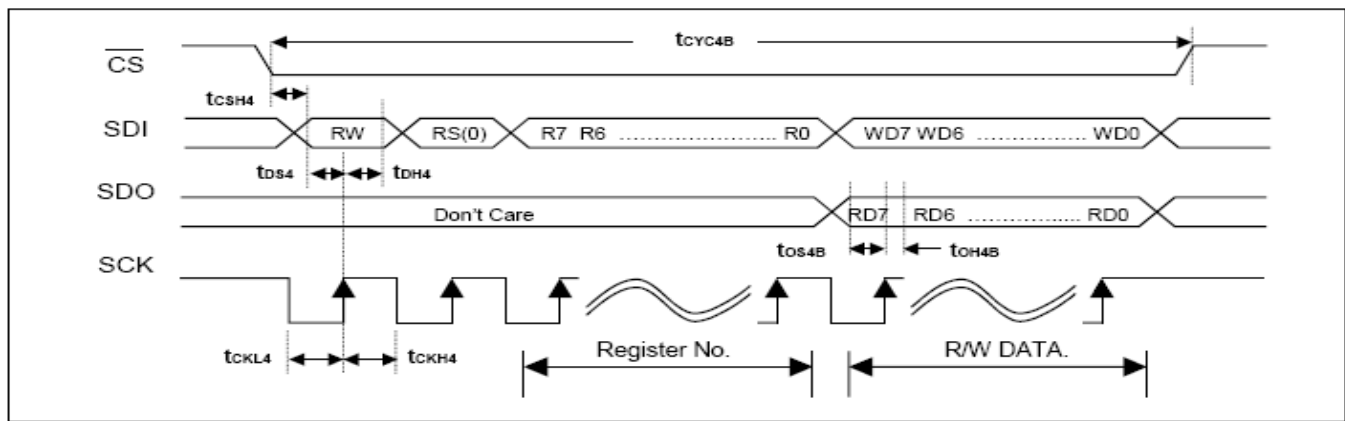 tCYC4B
CS
tCSH4
SDI RW RS(0) R7 R6 ........................ R0 WD7 WD6 ................ WD0
tDS4 tDH4
SDO
Don't Care RD7 RD6 ................ RD0
tOS4B tOH4B
SCK
tCKL4 tCKH4 Register No. R/W DATA.